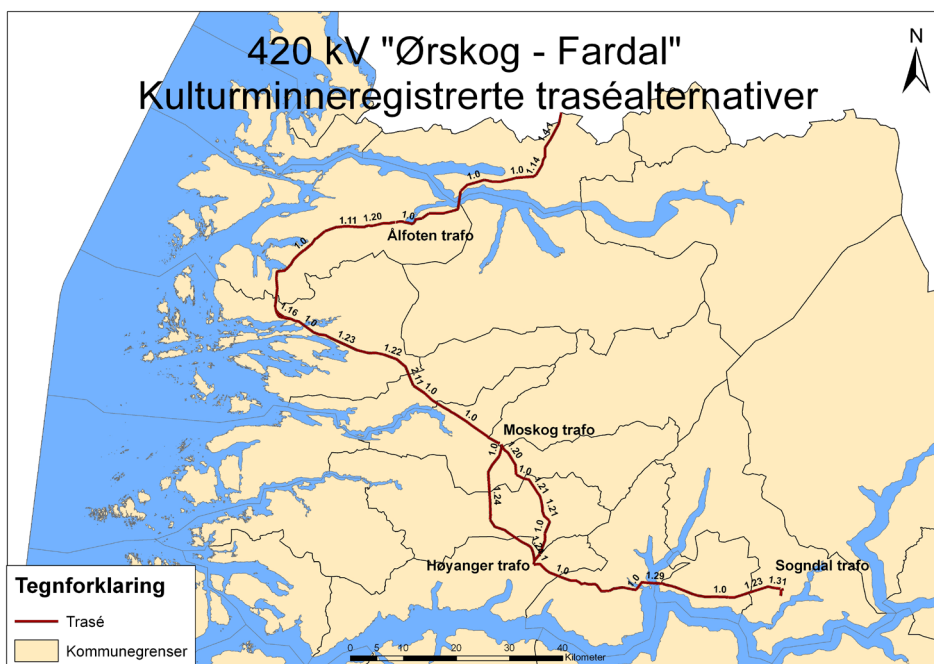 420 kV "Ørskog - Fardal"
Kulturminneregistrerte traséalternativer
N
1.14
1.0
1.0
1.0
1.20
1.11
Ålfoten trafo
1.0
1.16
1.0
1.23
1.22
2.11
1.0
1.0
Moskog trafo
1.0
1.20
1.0
1.21
1.24
1.21
1.0
Høyanger trafo
1.0
1.0
1.29
1.0
1.23
1.31
Sogndal trafo
Tegnforklaring
Trasé
Kommunegrenser
0 5 10 20 30 40
Kilometer